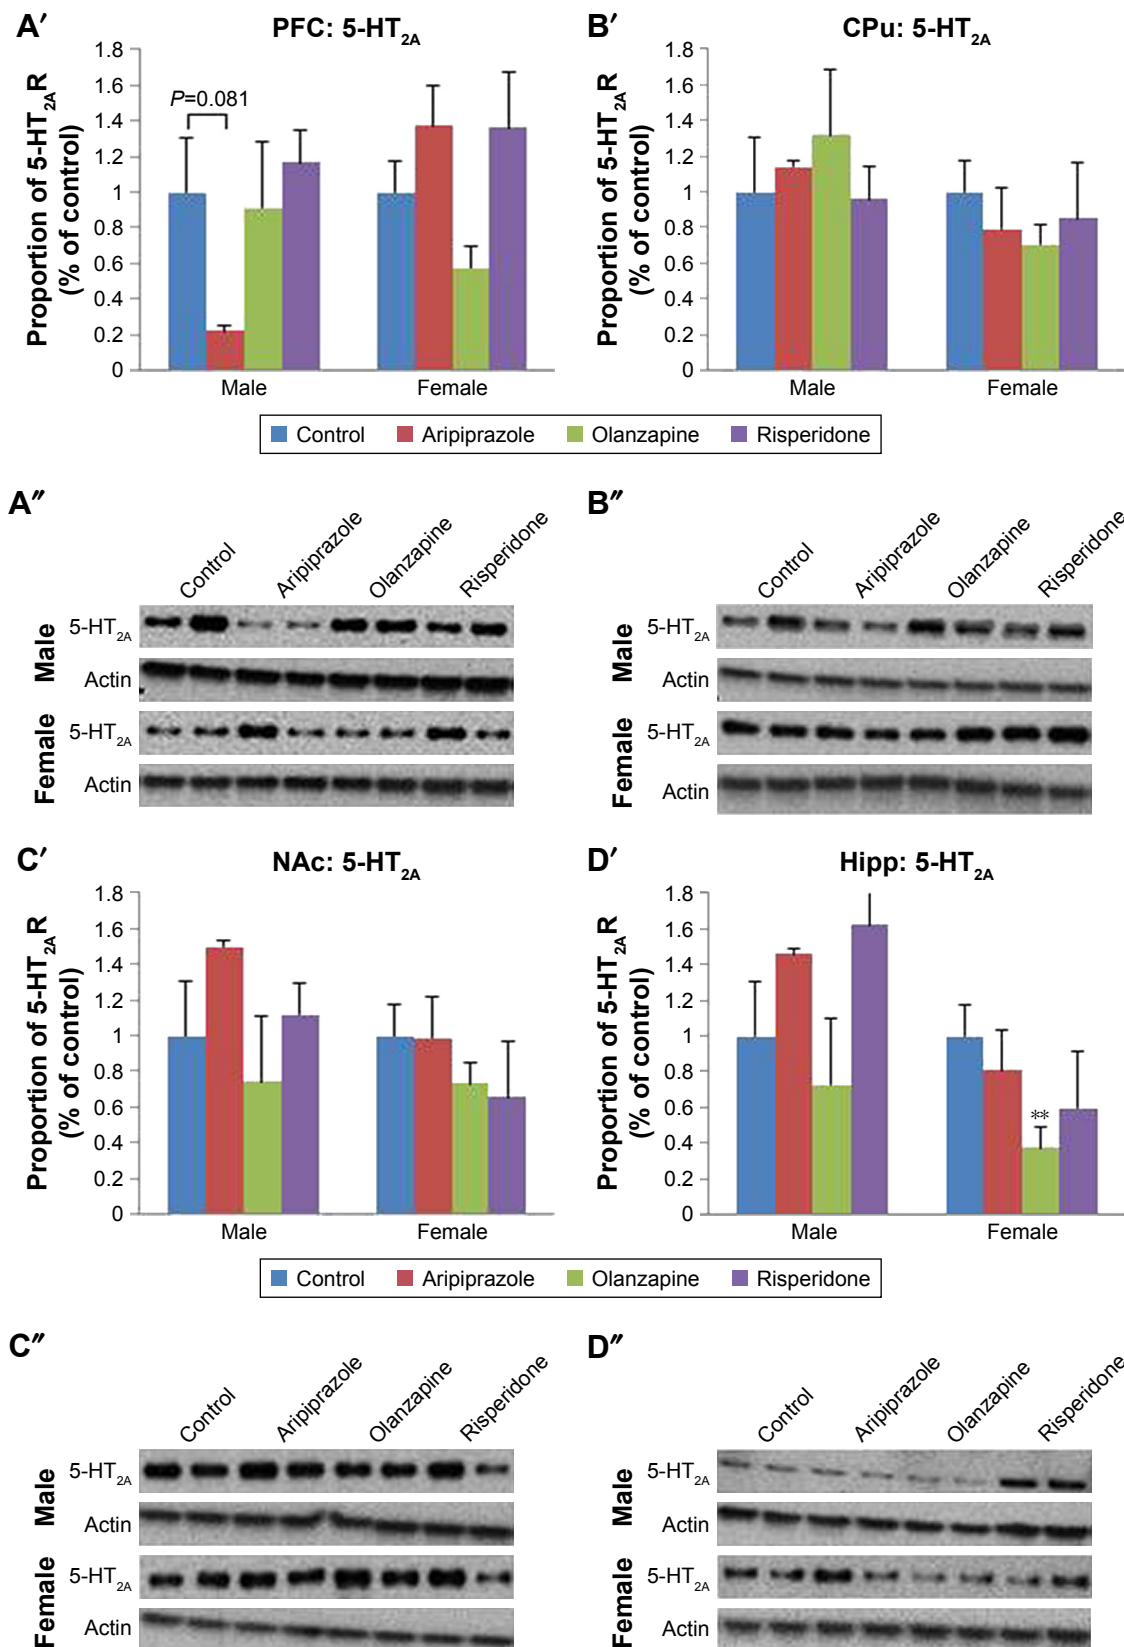 A′ PFC: 5-HT2A
Proportion of 5-HT2AR
(% of control)
1.8
1.6
1.4
1.2
1
0.8
0.6
0.4
0.2
0
P=0.081
Male Female
B′ CPu: 5-HT2A
Proportion of 5-HT2AR
(% of control)
1.8
1.6
1.4
1.2
1
0.8
0.6
0.4
0.2
0
Male Female
Control Aripiprazole Olanzapine Risperidone
A″
Control Aripiprazole Olanzapine Risperidone
Male
5-HT2A
Actin
Female
5-HT2A
Actin
B″
Control Aripiprazole Olanzapine Risperidone
Male
5-HT2A
Actin
Female
5-HT2A
Actin
C′ NAc: 5-HT2A
Proportion of 5-HT2AR
(% of control)
1.8
1.6
1.4
1.2
1
0.8
0.6
0.4
0.2
0
Male Female
D′ Hipp: 5-HT2A
Proportion of 5-HT2AR
(% of control)
1.8
1.6
1.4
1.2
1
0.8
0.6
0.4
0.2
0
**
Male Female
Control Aripiprazole Olanzapine Risperidone
C″
Control Aripiprazole Olanzapine Risperidone
Male
5-HT2A
Actin
Female
5-HT2A
Actin
D″
Control Aripiprazole Olanzapine Risperidone
Male
5-HT2A
Actin
Female
5-HT2A
Actin